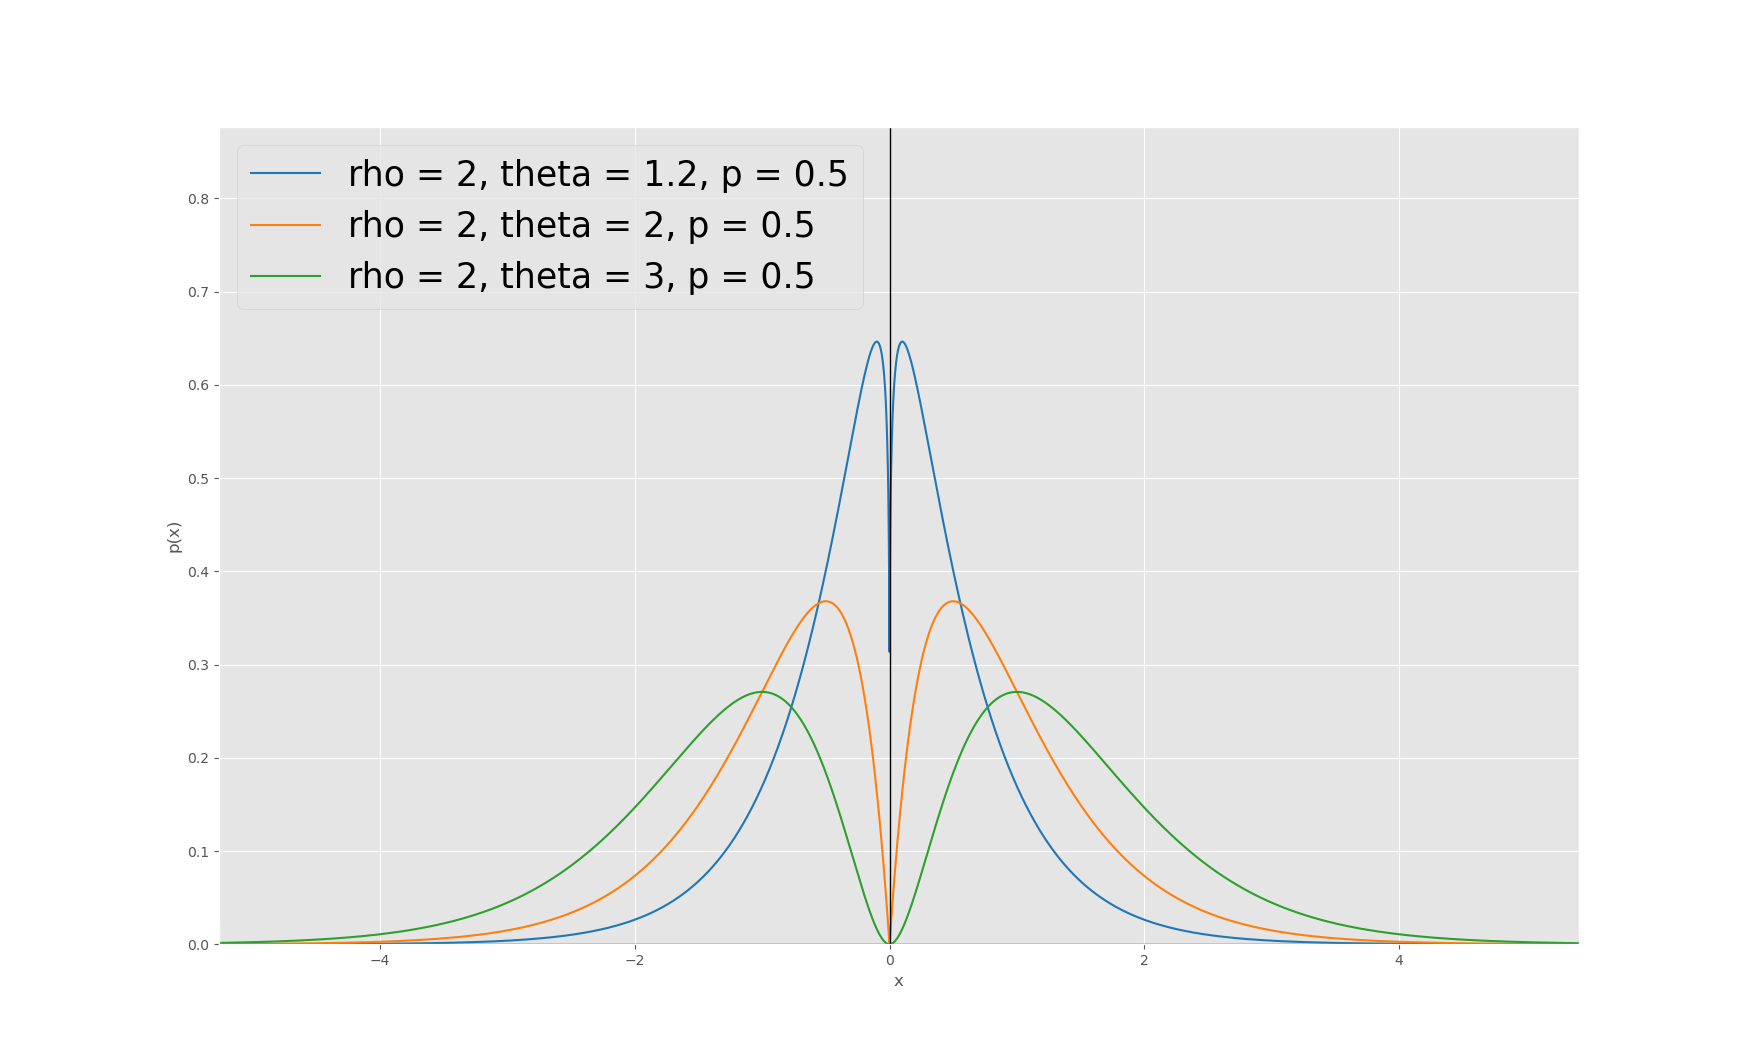 rho = 2, theta = 1.2, p = 0.5
rho = 2, theta = 2, p = 0.5
rho = 2, theta = 3, p = 0.5
0.8
0.7
0.6
0.5
0.4
0.3
0.2
0.1
0.0
p(x)
−4 −2 0 2 4
x